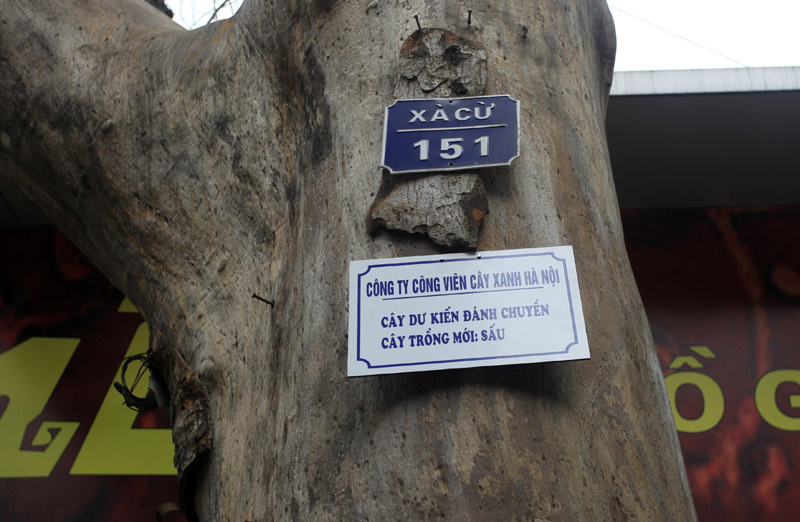 XÀ CỪ
151
CÔNG TY CÔNG VIÊN CÂY XANH HÀ NỘI
CÂY DƯ KIẾN ĐÁNH CHUYỂN
CÂY TRỒNG MỚI: SẤU
Ồ G